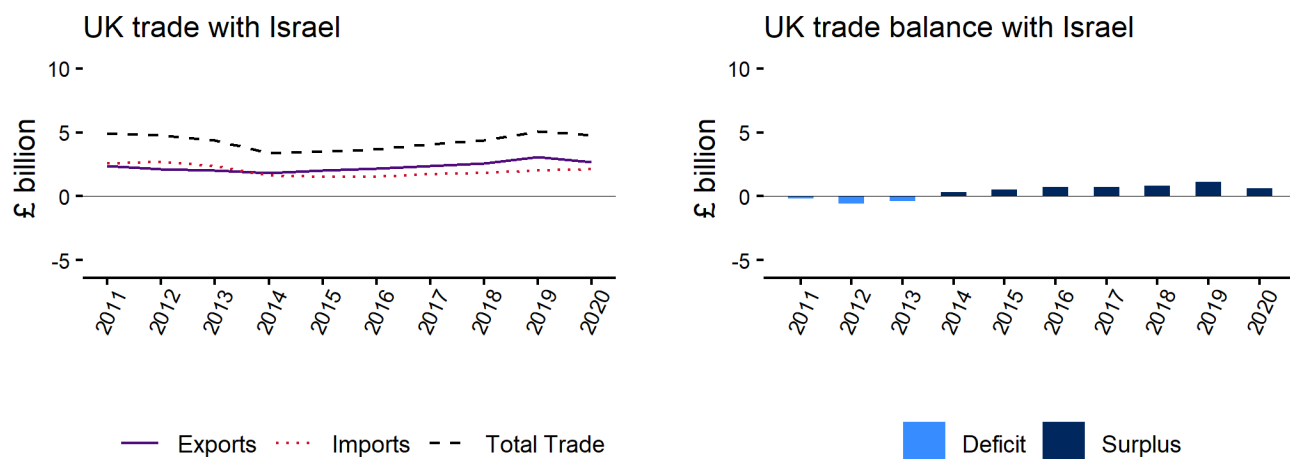 UK trade with Israel
10
5
0
-5
£ billion
2011 2012 2013 2014 2015 2016 2017 2018 2019 2020
Exports Imports Total Trade
UK trade balance with Israel
10
5
0
-5
£ billion
2011 2012 2013 2014 2015 2016 2017 2018 2019 2020
Deficit Surplus